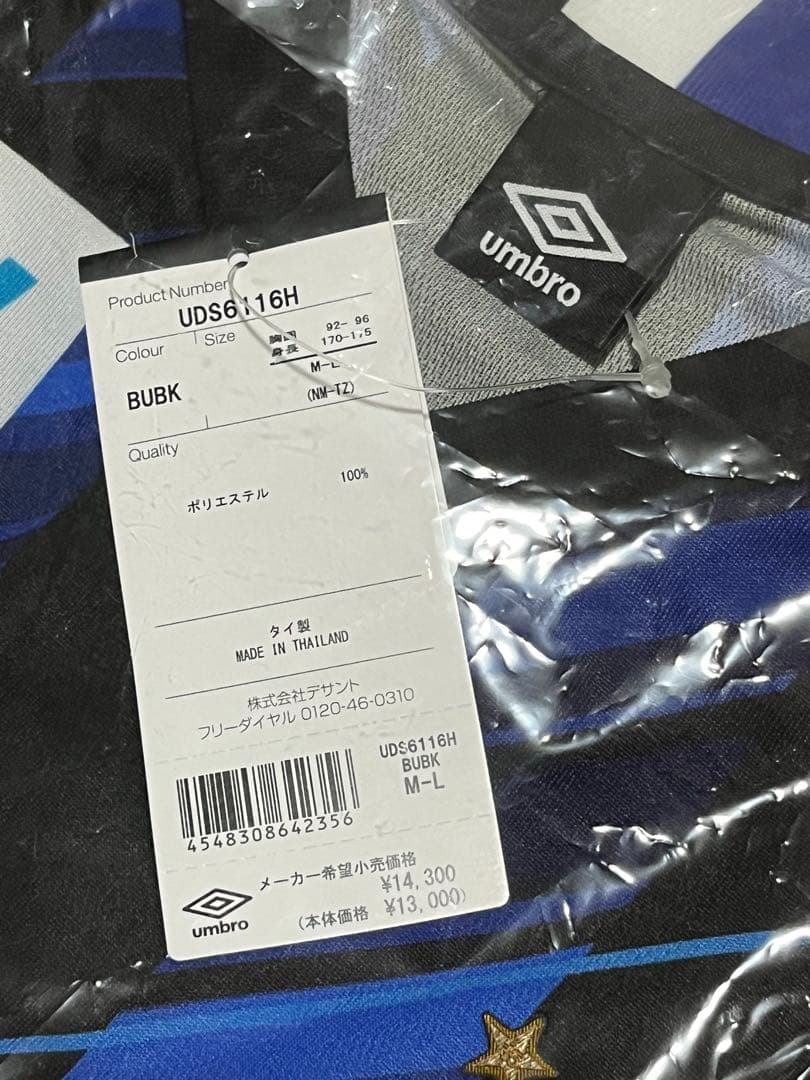 umbro
Product Number
UDS6116H
Colour
Size
胸囲 92- 96
身長 170-175
BUBK
M-L
(NM-TZ)
Quality
ポリエステル 100%
タイ製
MADE IN THAILAND
株式会社デサント
フリーダイヤル 0120-46-0310
UDS6116H
BUBK
M-L
4548308642356
メーカー希望小売価格
¥14,300
(本体価格 ¥13,000)
umbro